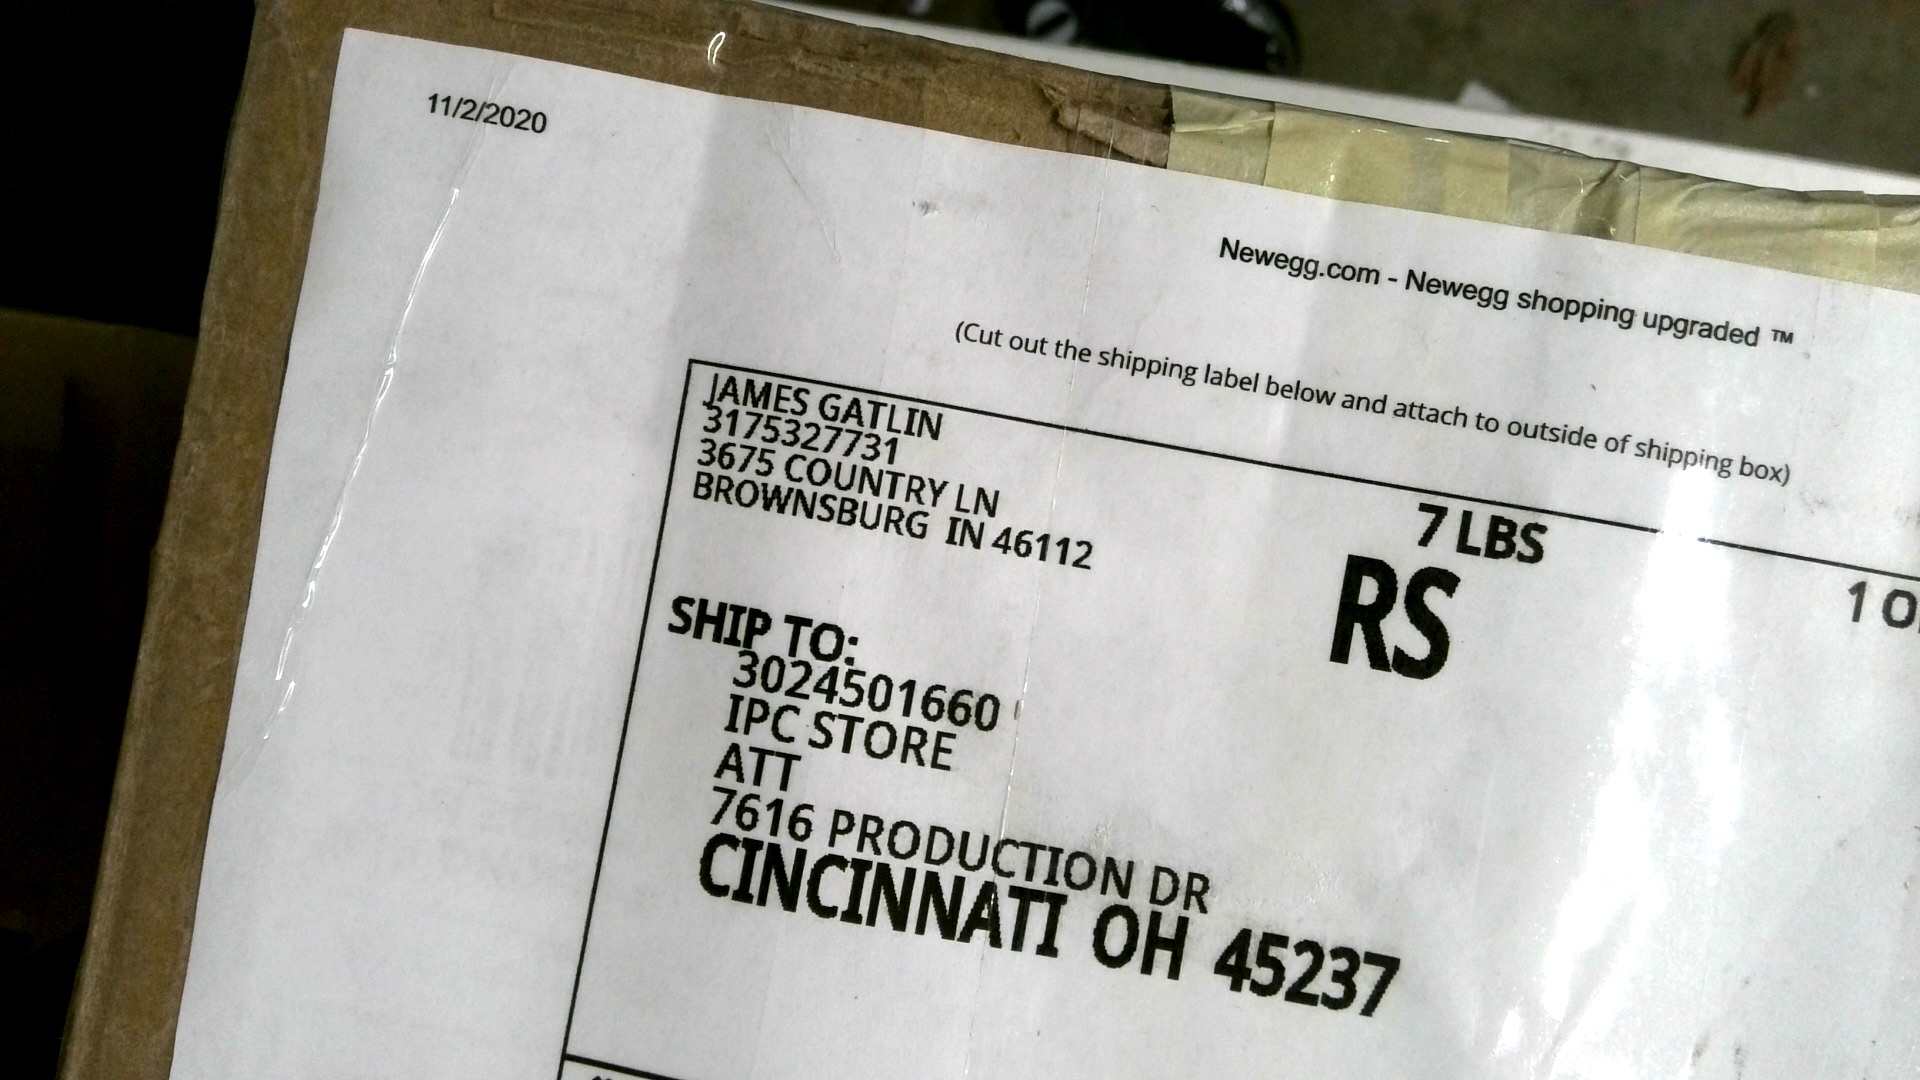 11/2/2020
Newegg.com - Newegg shopping upgraded ™
(Cut out the shipping label below and attach to outside of shipping box)
JAMES GATLIN
3175327731
3675 COUNTRY LN
BROWNSBURG IN 46112
7 LBS
1 O
RS
SHIP TO:
3024501660
IPC STORE
ATT
7616 PRODUCTION DR
CINCINNATI OH 45237